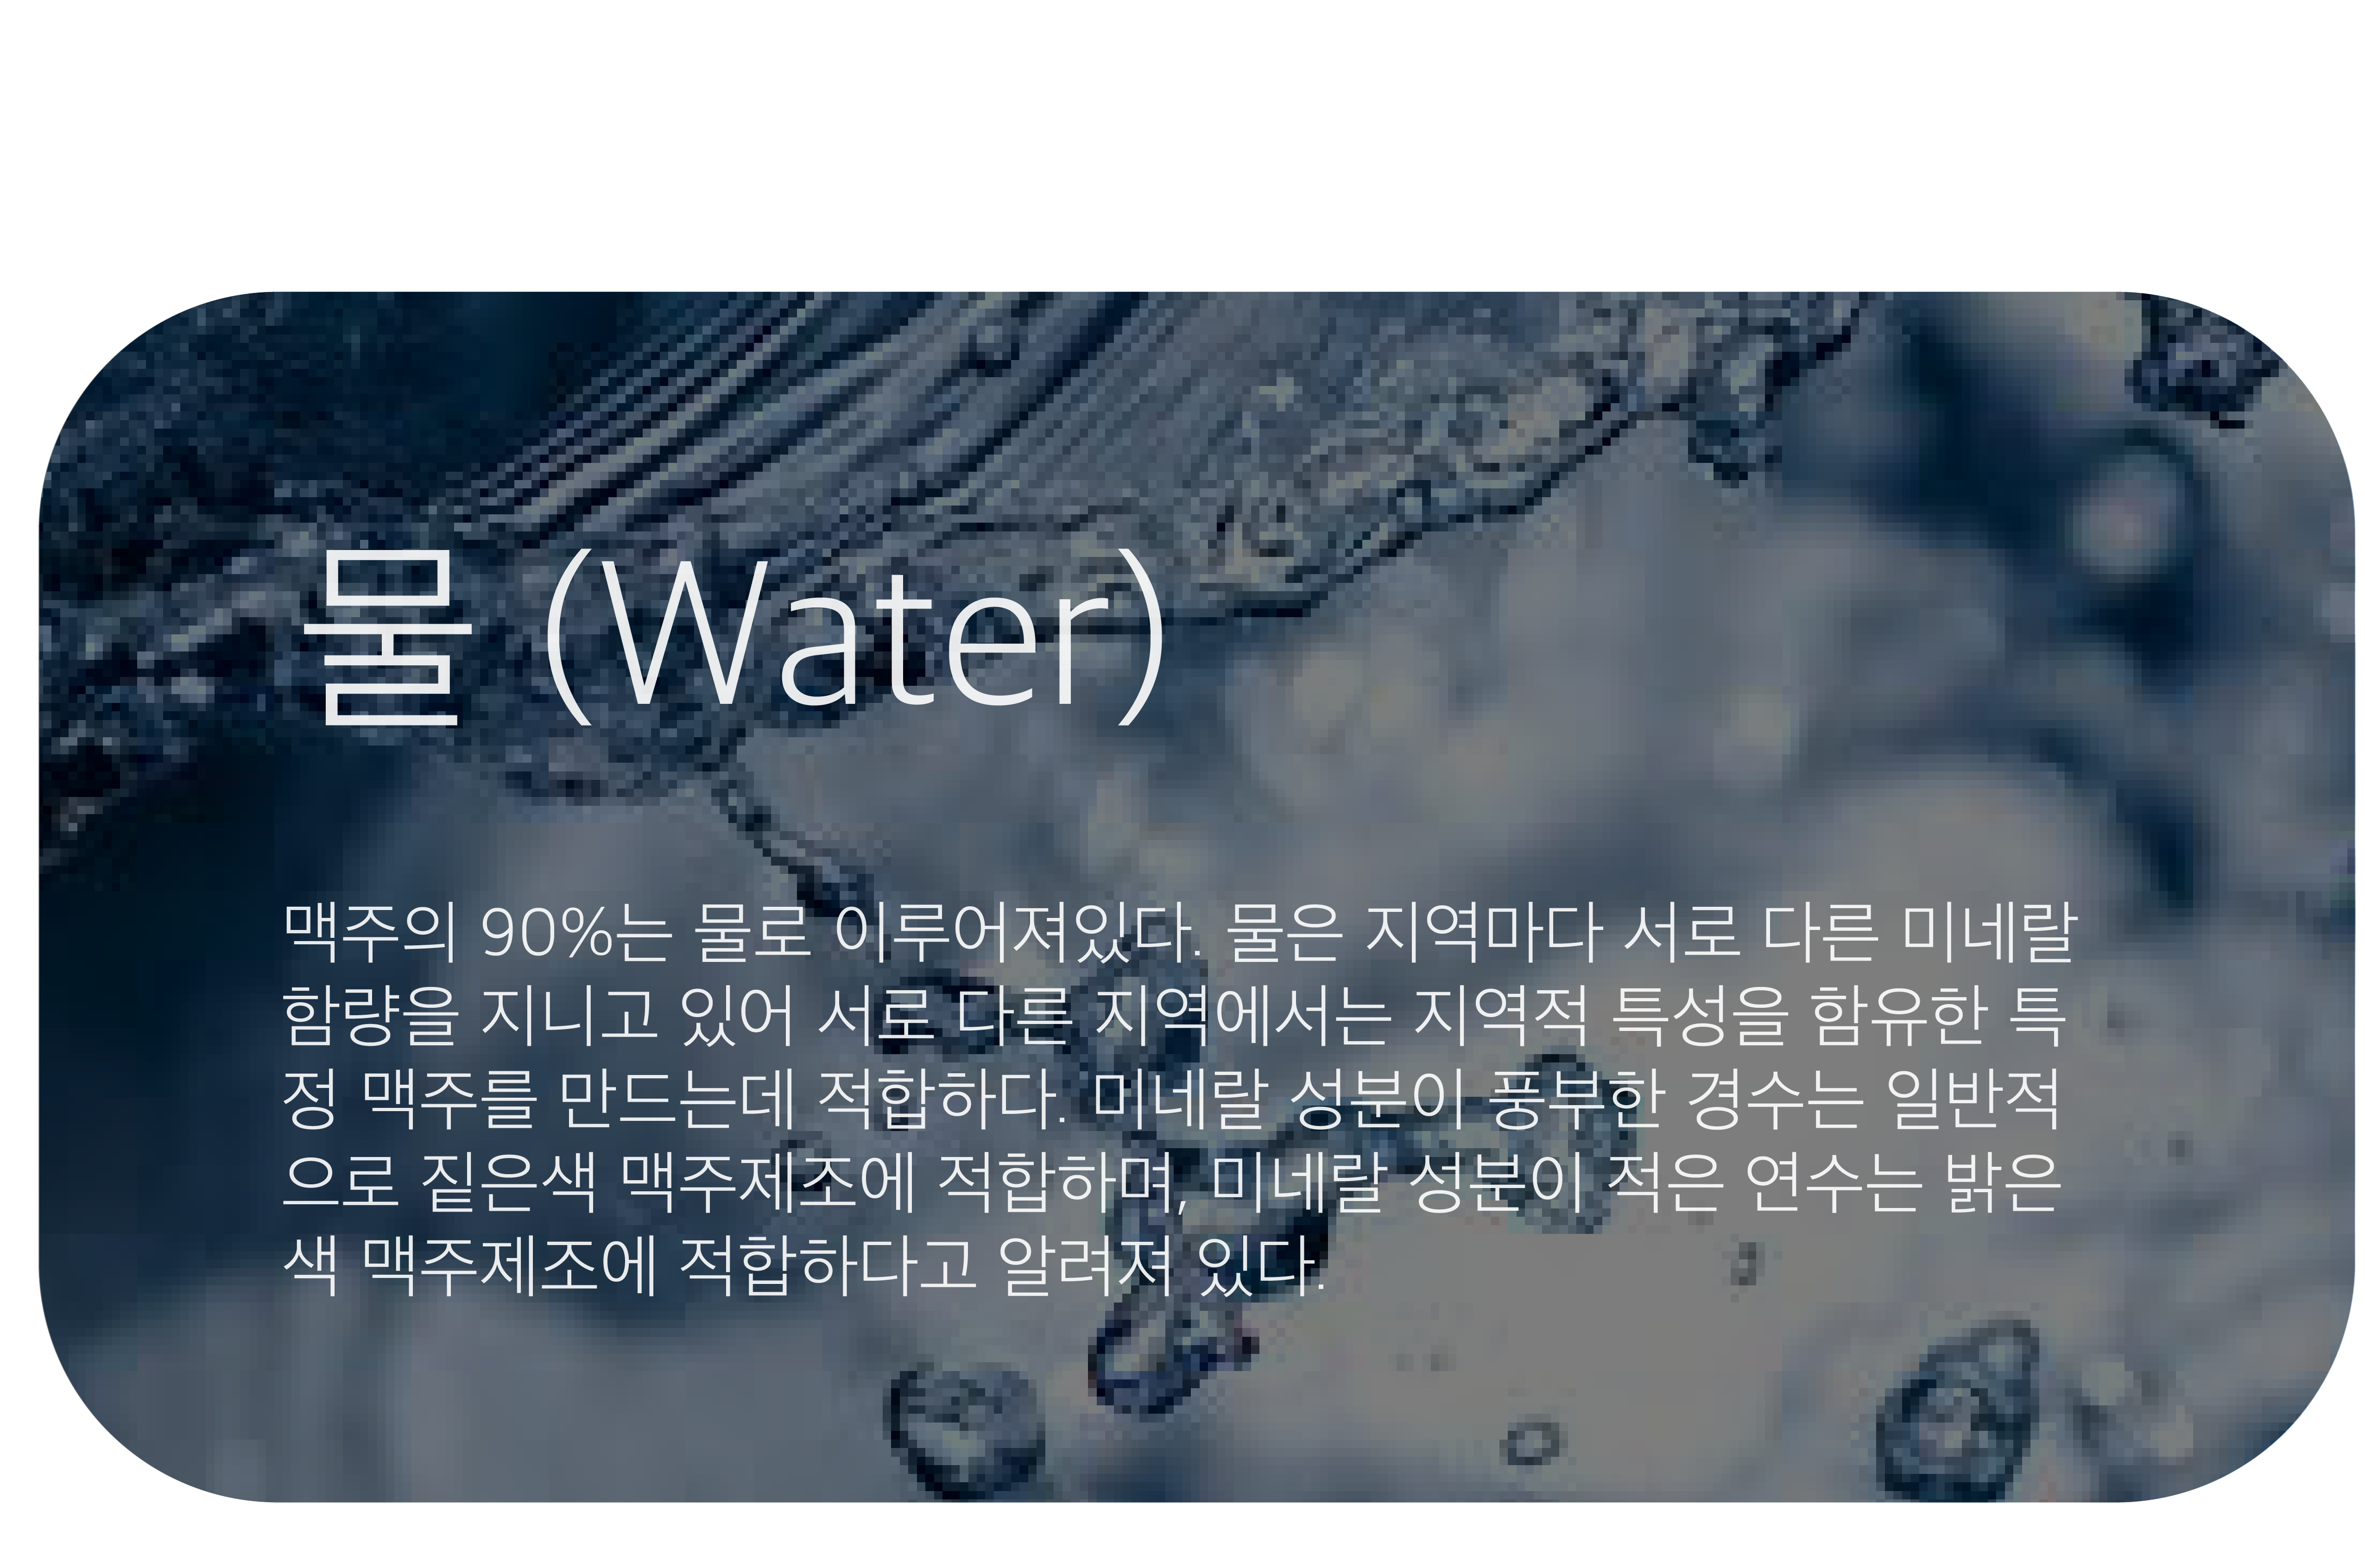 물 (Water)
맥주의 90%는 물로 이루어져있다. 물은 지역마다 서로 다른 미네랄
함량을 지니고 있어 서로 다른 지역에서는 지역적 특성을 함유한 특
정 맥주를 만드는데 적합하다. 미네랄 성분이 풍부한 경수는 일반적
으로 짙은색 맥주제조에 적합하며, 미네랄 성분이 적은 연수는 밝은
색 맥주제조에 적합하다고 알려져 있다.